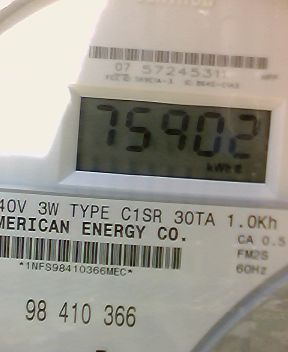 07 5724531
75902
kWh
40V 3W TYPE C1SR 30TA 1.0Kh
MERICAN ENERGY CO.
CA 0.5
*1NFS98410366MEC*
FM2S
60Hz
98 410 366